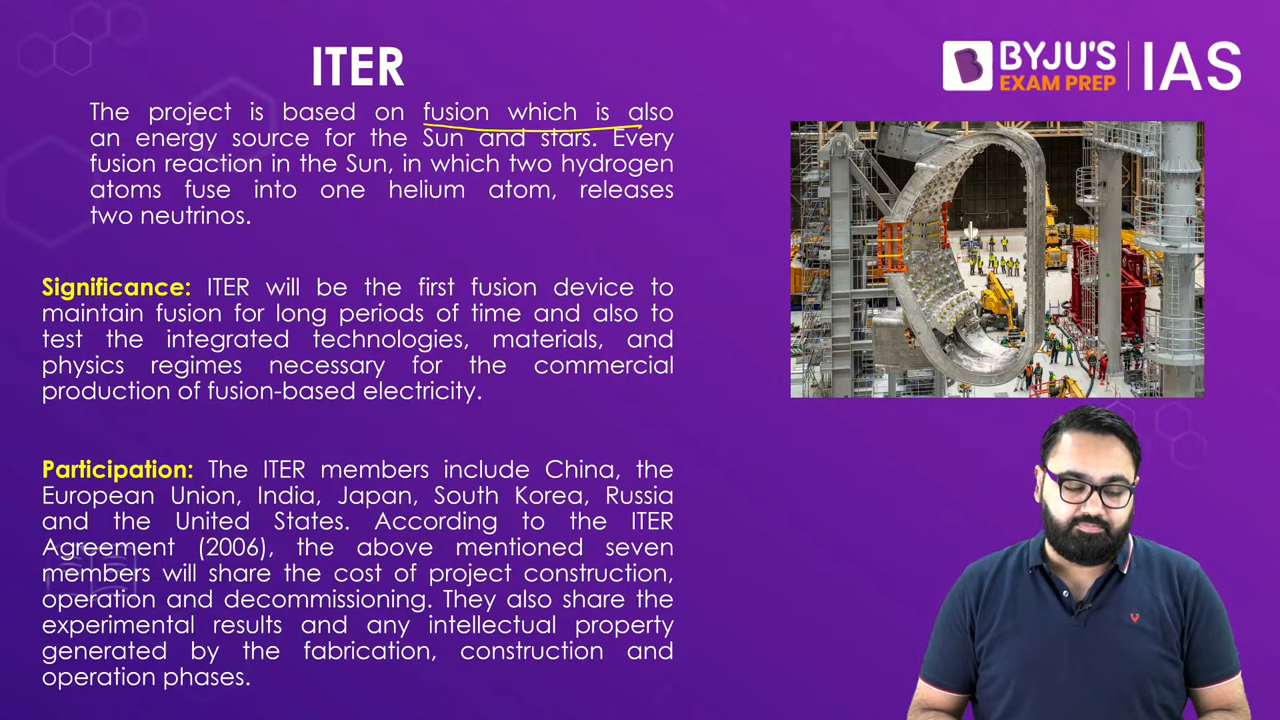 ITER
BYJU'S
EXAM PREP
IAS
The project is based on fusion which is also
an energy source for the Sun and stars. Every
fusion reaction in the Sun, in which two hydrogen
atoms fuse into one helium atom, releases
two neutrinos.
Significance: ITER will be the first fusion device to
maintain fusion for long periods of time and also to
test the integrated technologies, materials, and
physics regimes necessary for the commercial
production of fusion-based electricity.
Participation: The ITER members include China, the
European Union, India, Japan, South Korea, Russia
and the United States. According to the ITER
Agreement (2006), the above mentioned seven
members will share the cost of project construction,
operation and decommissioning. They also share the
experimental results and any intellectual property
generated by the fabrication, construction and
operation phases.